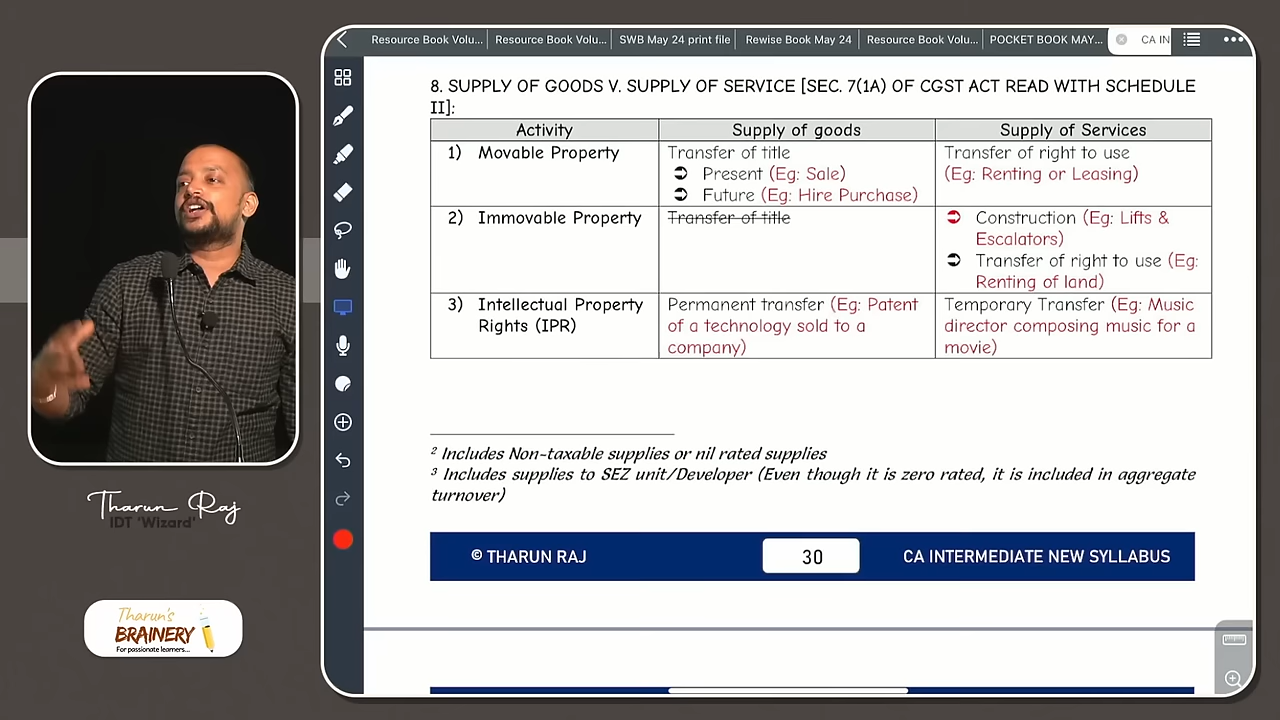 Resource Book Volu... Resource Book Volu... SWB May 24 print file Rewise Book May 24 Resource Book Volu... POCKET BOOK MAY... CA IN
8. SUPPLY OF GOODS V. SUPPLY OF SERVICE [SEC. 7(1A) OF CGST ACT READ WITH SCHEDULE
II]:
Activity Supply of goods Supply of Services
1) Movable Property Transfer of title Transfer of right to use
➲ Present (Eg: Sale) (Eg: Renting or Leasing)
➲ Future (Eg: Hire Purchase)
2) Immovable Property Transfer of title ➲ Construction (Eg: Lifts &
Escalators)
➲ Transfer of right to use (Eg:
Renting of land)
3) Intellectual Property Permanent transfer (Eg: Patent Temporary Transfer (Eg: Music
Rights (IPR) of a technology sold to a director composing music for a
company) movie)
² Includes Non-taxable supplies or nil rated supplies
³ Includes supplies to SEZ unit/Developer (Even though it is zero rated, it is included in aggregate
turnover)
© THARUN RAJ 30 CA INTERMEDIATE NEW SYLLABUS
Tharun Raj
IDT 'Wizard'
Tharun's
BRAINERY
For passionate learners...